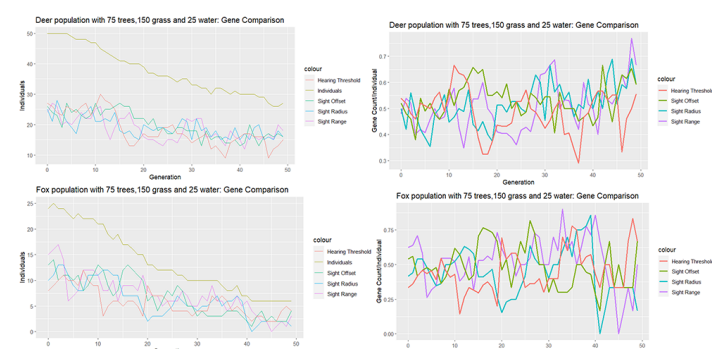 Deer population with 75 trees,150 grass and 25 water: Gene Comparison
Individuals
50
40
30
20
10
0
10
20
30
40
50
Generation
colour
Hearing Threshold
Individuals
Sight Offset
Sight Radius
Sight Range
Deer population with 75 trees,150 grass and 25 water: Gene Comparison
Gene Count/Individual
0.7
0.6
0.5
0.4
0.3
0
10
20
30
40
50
Generation
colour
Hearing Threshold
Sight Offset
Sight Radius
Sight Range
Fox population with 75 trees,150 grass and 25 water: Gene Comparison
Individuals
25
20
15
10
5
0
0
10
20
30
40
50
colour
Hearing Threshold
Individuals
Sight Offset
Sight Radius
Sight Range
Fox population with 75 trees,150 grass and 25 water: Gene Comparison
Gene Count/Individual
0.75
0.50
0.25
0.00
0
10
20
30
40
50
Generation
colour
Hearing Threshold
Sight Offset
Sight Radius
Sight Range